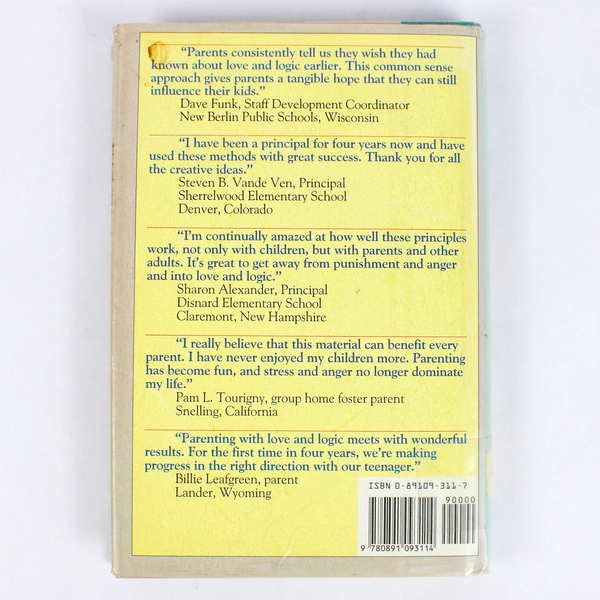 “Parents consistently tell us they wish they had
known about love and logic earlier. This common sense
approach gives parents a tangible hope that they can still
influence their kids.”
Dave Funk, Staff Development Coordinator
New Berlin Public Schools, Wisconsin
“I have been a principal for four years now and have
used these methods with great success. Thank you for all
the creative ideas.”
Steven B. Vande Ven, Principal
Sherrelwood Elementary School
Denver, Colorado
“I’m continually amazed at how well these principles
work, not only with children, but with parents and other
adults. It’s great to get away from punishment and anger
and into love and logic.”
Sharon Alexander, Principal
Disnard Elementary School
Claremont, New Hampshire
“I really believe that this material can benefit every
parent. I have never enjoyed my children more. Parenting
has become fun, and stress and anger no longer dominate
my life.”
Pam L. Tourigny, group home foster parent
Snelling, California
“Parenting with love and logic meets with wonderful
results. For the first time in four years, we’re making
progress in the right direction with our teenager.”
Billie Leafgreen, parent
Lander, Wyoming
ISBN 0-89109-311-7
90000
9 780891 093114